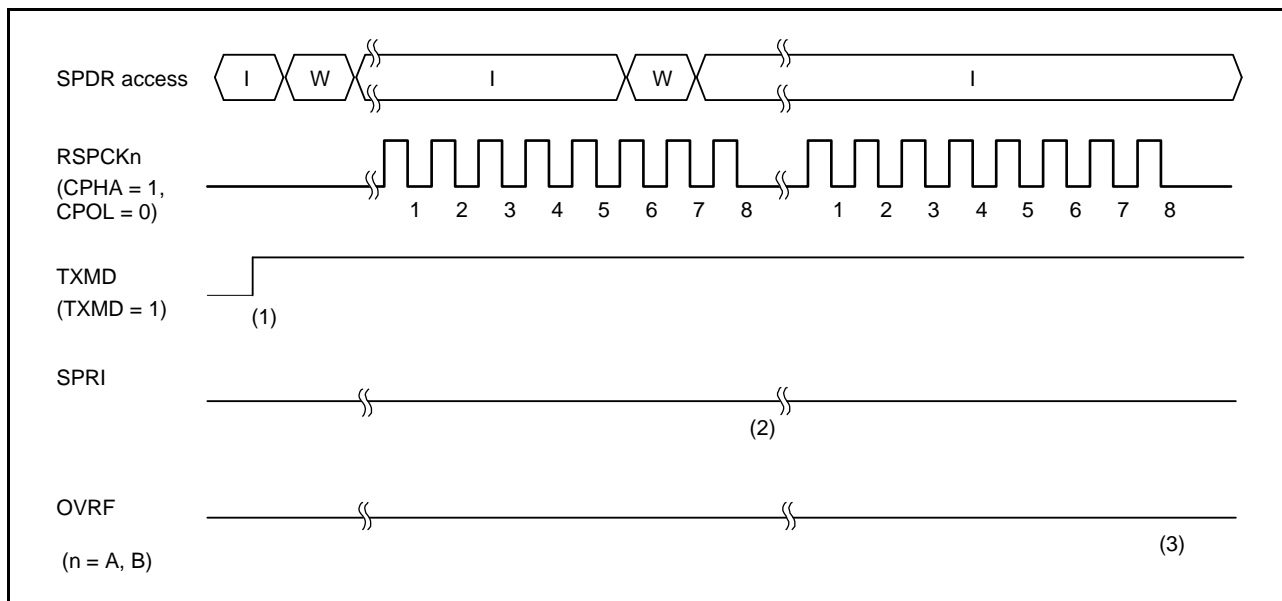 SPDR access
I W I W I
RSPCKn
(CPHA = 1,
CPOL = 0)
1 2 3 4 5 6 7 8 1 2 3 4 5 6 7 8
TXMD
(TXMD = 1)
(1)
SPRI
(2)
OVRF
(3)
(n = A, B)